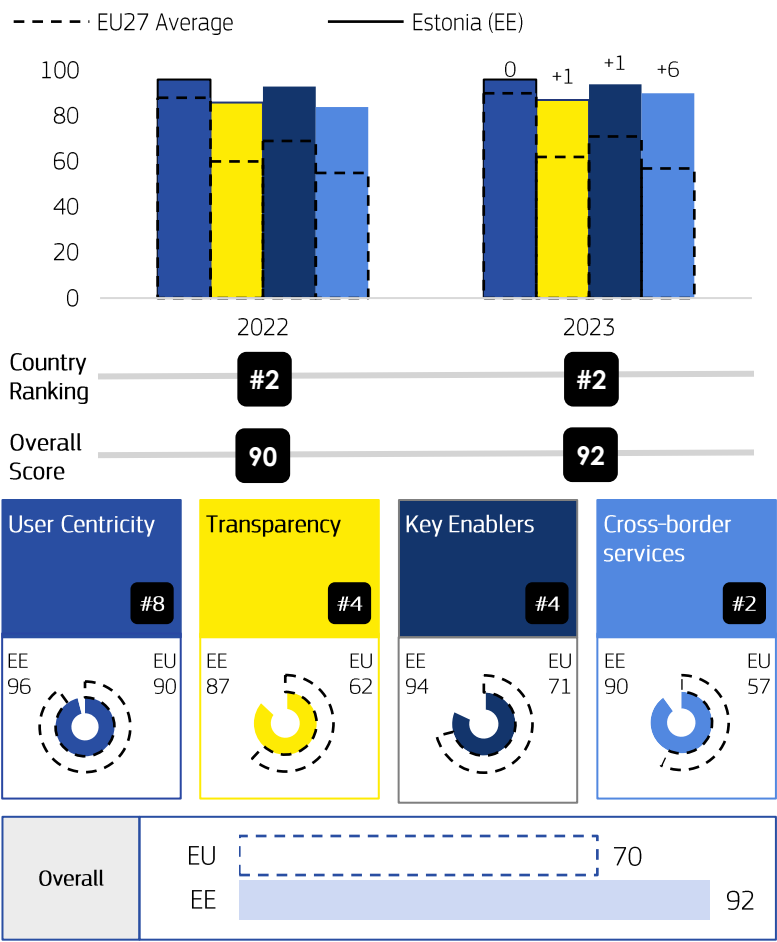 EU27 Average
Estonia (EE)
100
80
60
40
20
0
0
+1
+1
+6
2022
2023
Country
Ranking
#2
#2
Overall
Score
90
92
User Centricity
#8
Transparency
#4
Key Enablers
#4
Cross-border
services
#2
EE
96
EU
90
EE
87
EU
62
EE
94
EU
71
EE
90
EU
57
Overall
EU
70
EE
92